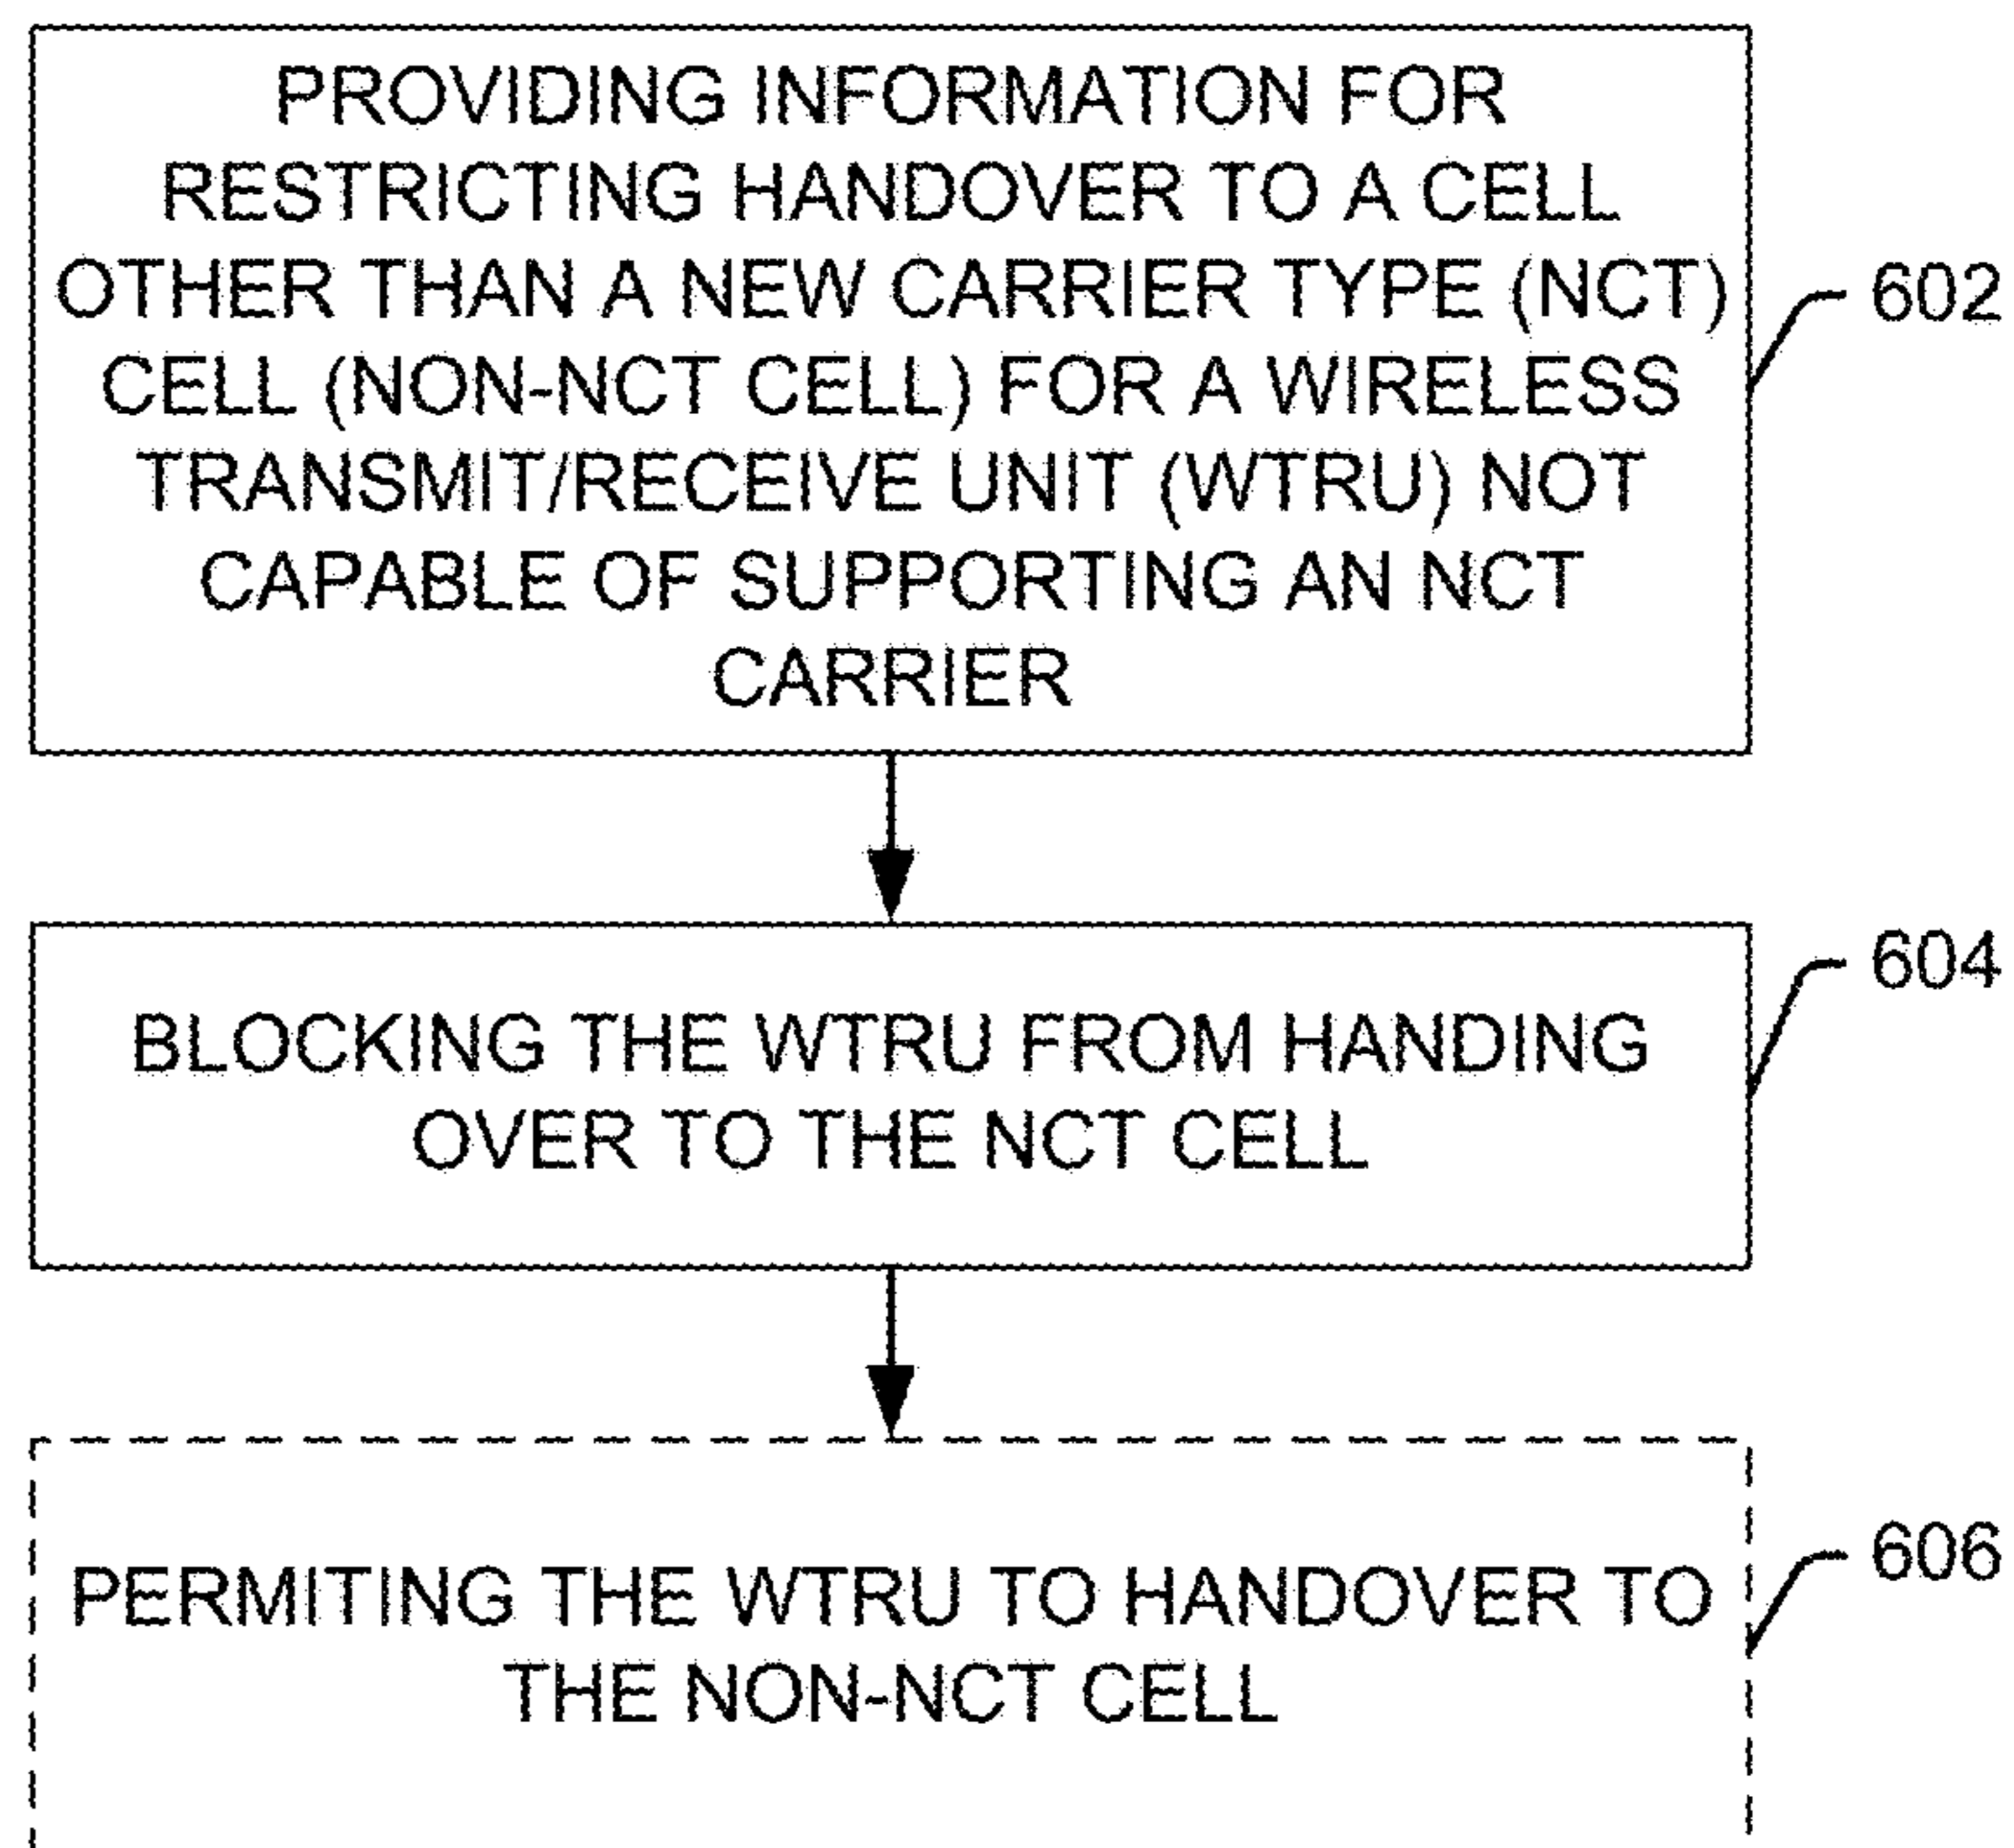 PROVIDING INFORMATION FOR
RESTRICTING HANDOVER TO A CELL
OTHER THAN A NEW CARRIER TYPE (NCT)
CELL (NON-NCT CELL) FOR A WIRELESS
TRANSMIT/RECEIVE UNIT (WTRU) NOT
CAPABLE OF SUPPORTING AN NCT
CARRIER
602
BLOCKING THE WTRU FROM HANDING
OVER TO THE NCT CELL
604
PERMITING THE WTRU TO HANDOVER TO
THE NON-NCT CELL
606